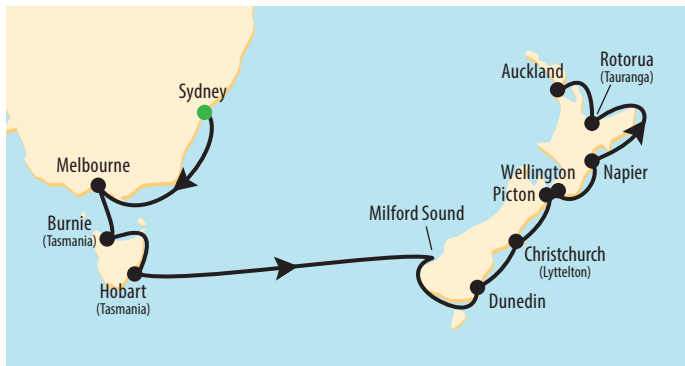 Sydney
Melbourne
Burnie
(Tasmania)
Hobart
(Tasmania)
Milford Sound
Dunedin
Christchurch
(Lyttelton)
Picton
Wellington
Napier
Rotorua
(Tauranga)
Auckland